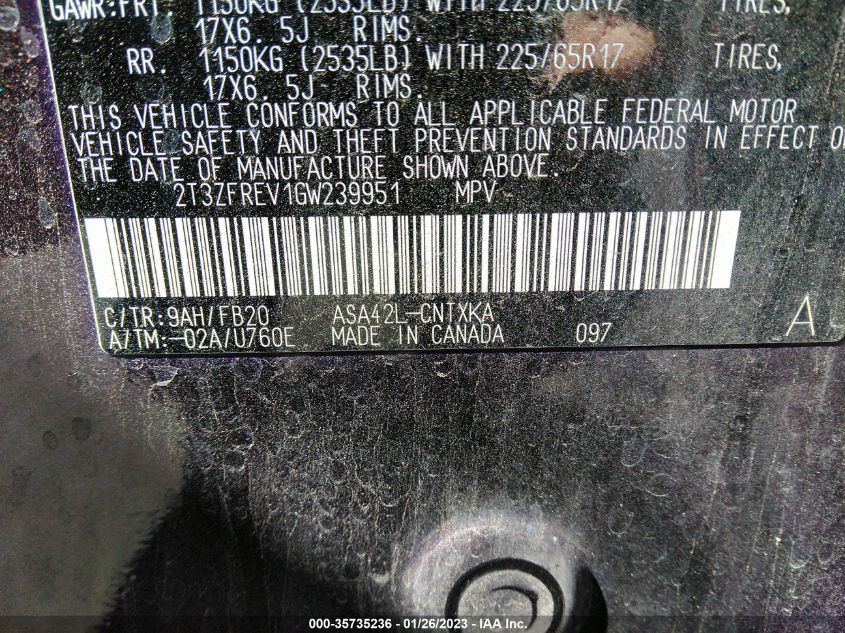 GAWR:FRT 1150KG (2535LB) WITH 225/65R17 TIRES,
17X6. 5J RIMS.
RR. 1150KG (2535LB) WITH 225/65R17 TIRES,
17X6. 5J RIMS.
THIS VEHICLE CONFORMS TO ALL APPLICABLE FEDERAL MOTOR
VEHICLE SAFETY AND THEFT PREVENTION STANDARDS IN EFFECT
THE DATE OF MANUFACTURE SHOWN ABOVE.
2T3ZFREV1GW239951 MPV
C/TR:9AH/FB20 ASA42L-CNTXKA
A/TM:-02A/U760E MADE IN CANADA 097 A
000-35735236 - 01/26/2023 - IAA Inc.